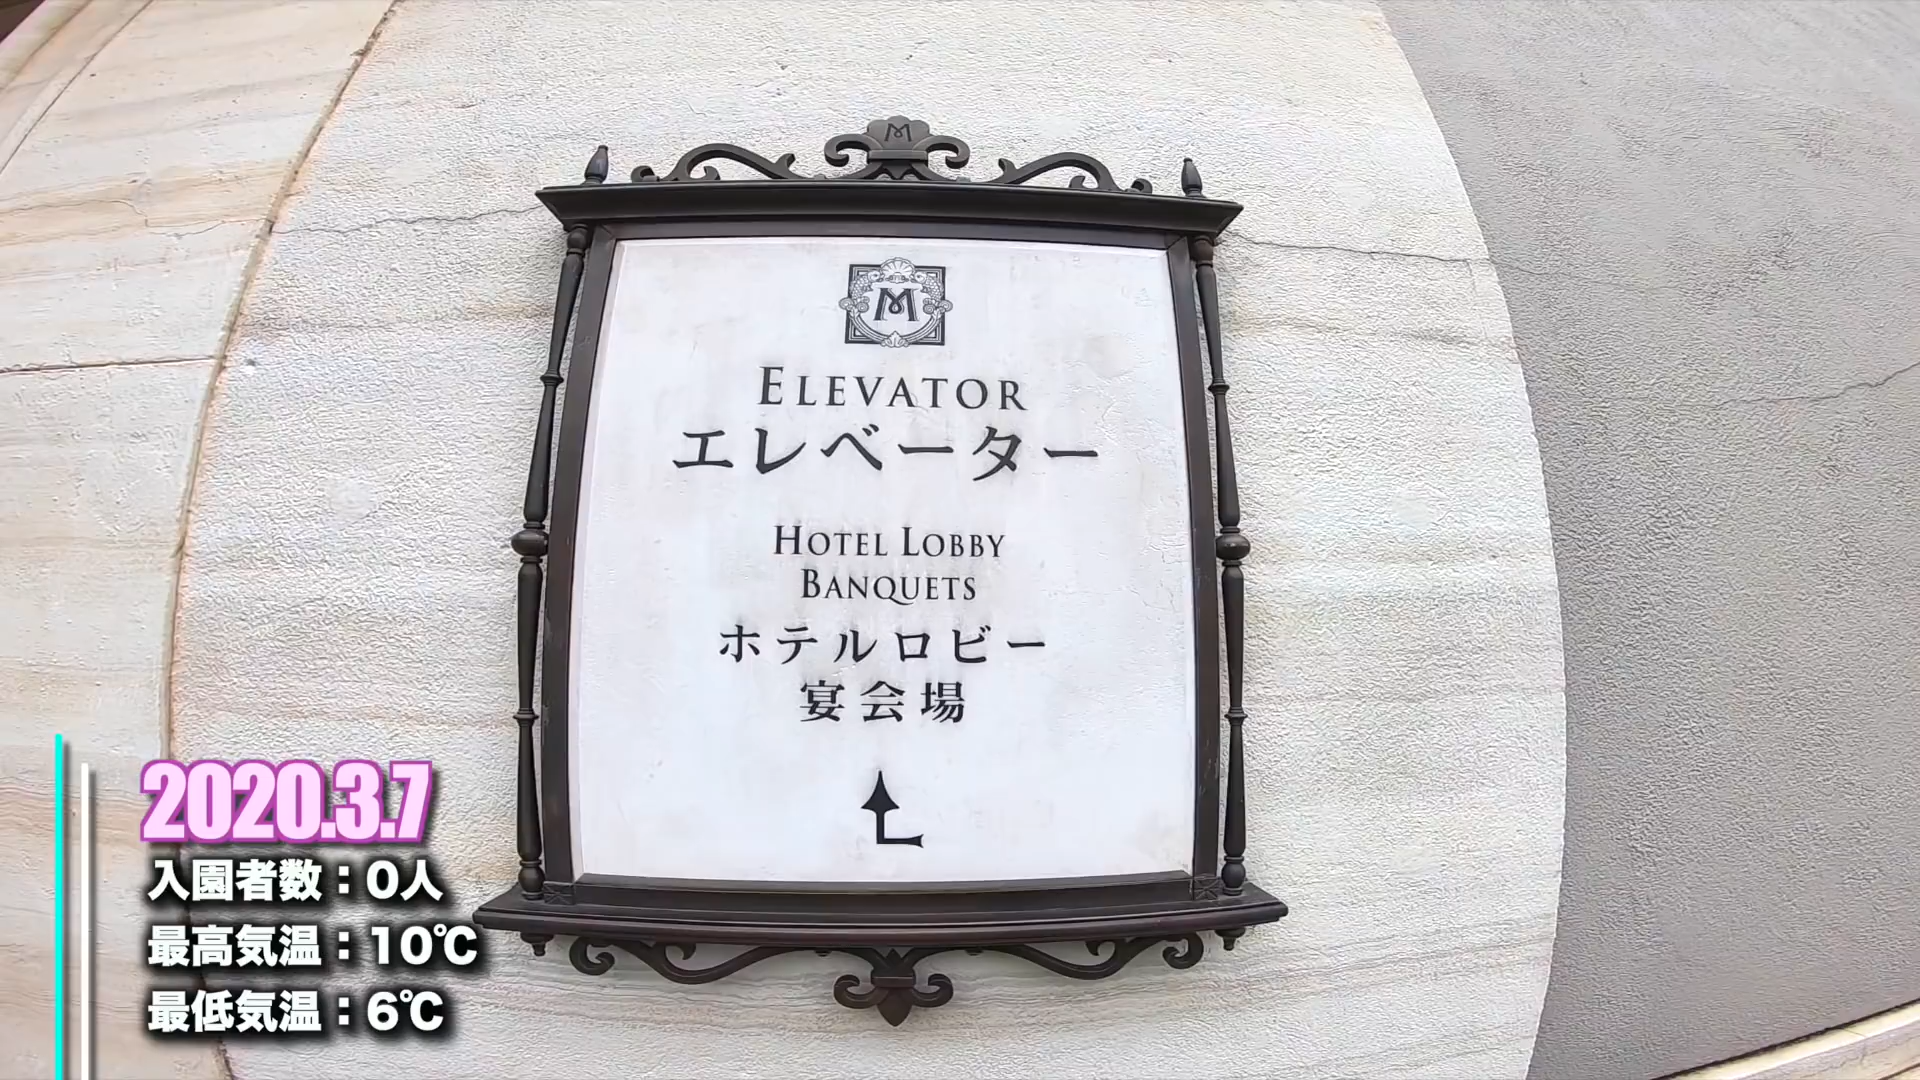 M
M
ELEVATOR
エレベーター
HOTEL LOBBY
BANQUETS
ホテルロビー
宴会場
2020.3.7
入園者数：0人
最高気温：10℃
最低気温：6℃